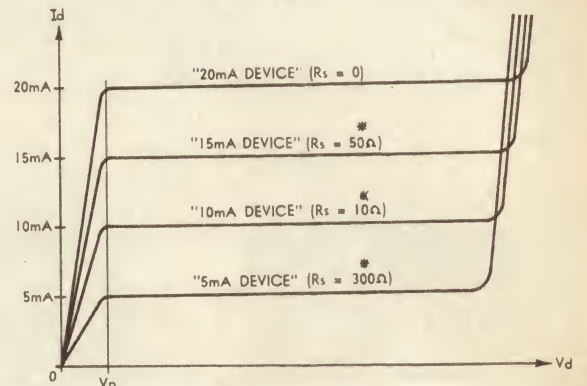 Id
20mA
"20mA DEVICE" (Rs = 0)
*
15mA
"15mA DEVICE" (Rs = 50Ω)
*
10mA
"10mA DEVICE" (Rs = 10Ω)
*
5mA
"5mA DEVICE" (Rs = 300Ω)
0
Vp
Vd